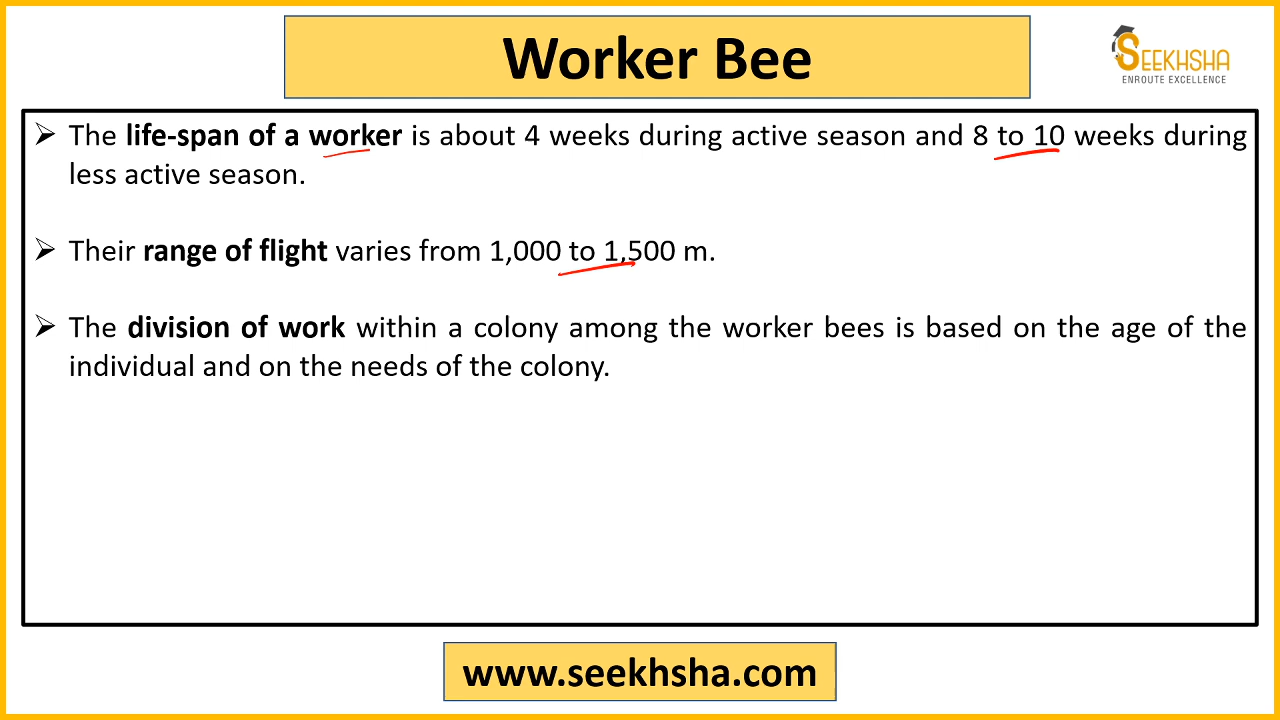 Worker Bee
SEEKHSHA
ENROUTE EXCELLENCE
➢ The life-span of a worker is about 4 weeks during active season and 8 to 10 weeks during
less active season.
➢ Their range of flight varies from 1,000 to 1,500 m.
➢ The division of work within a colony among the worker bees is based on the age of the
individual and on the needs of the colony.
www.seekhsha.com